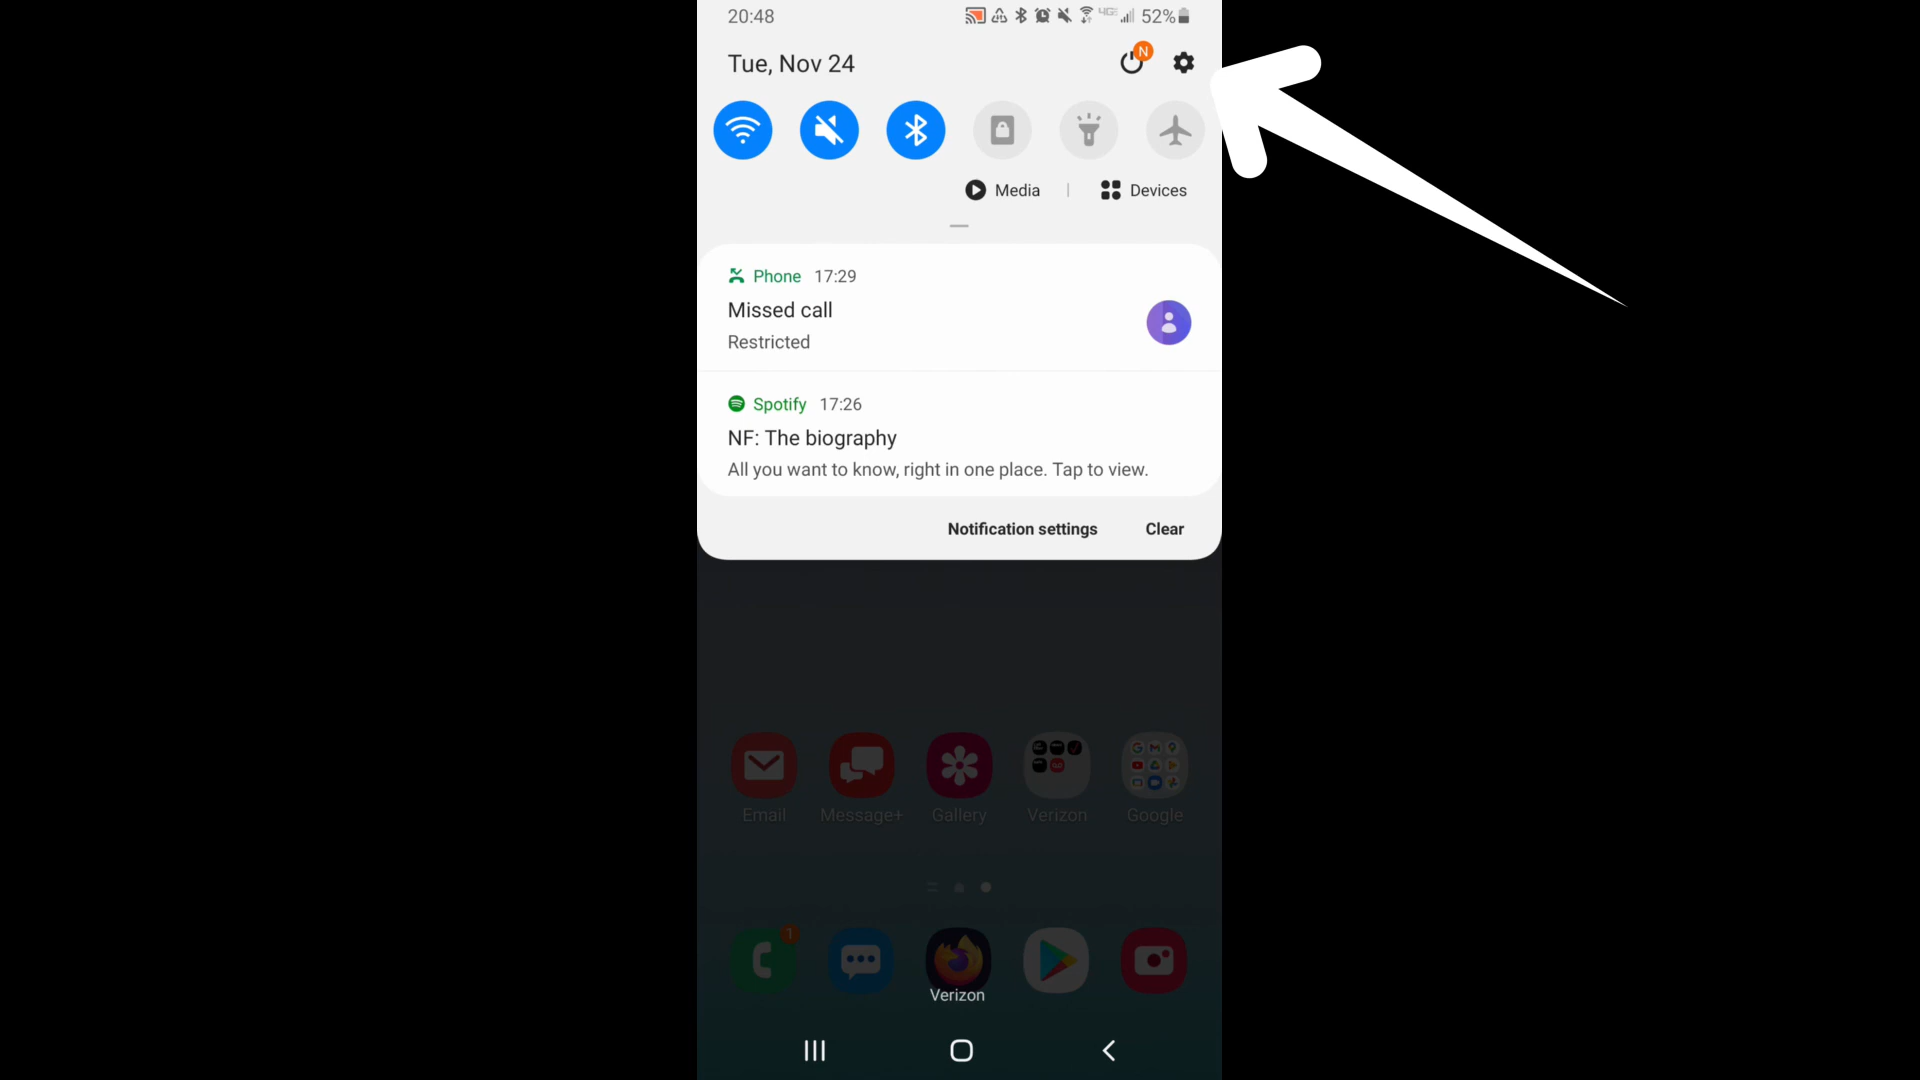 20:48 4G 52%
Tue, Nov 24
N
Media | Devices
Phone 17:29
Missed call
Restricted
Spotify 17:26
NF: The biography
All you want to know, right in one place. Tap to view.
Notification settings Clear
Email Message+ Gallery Verizon Google
1
Verizon